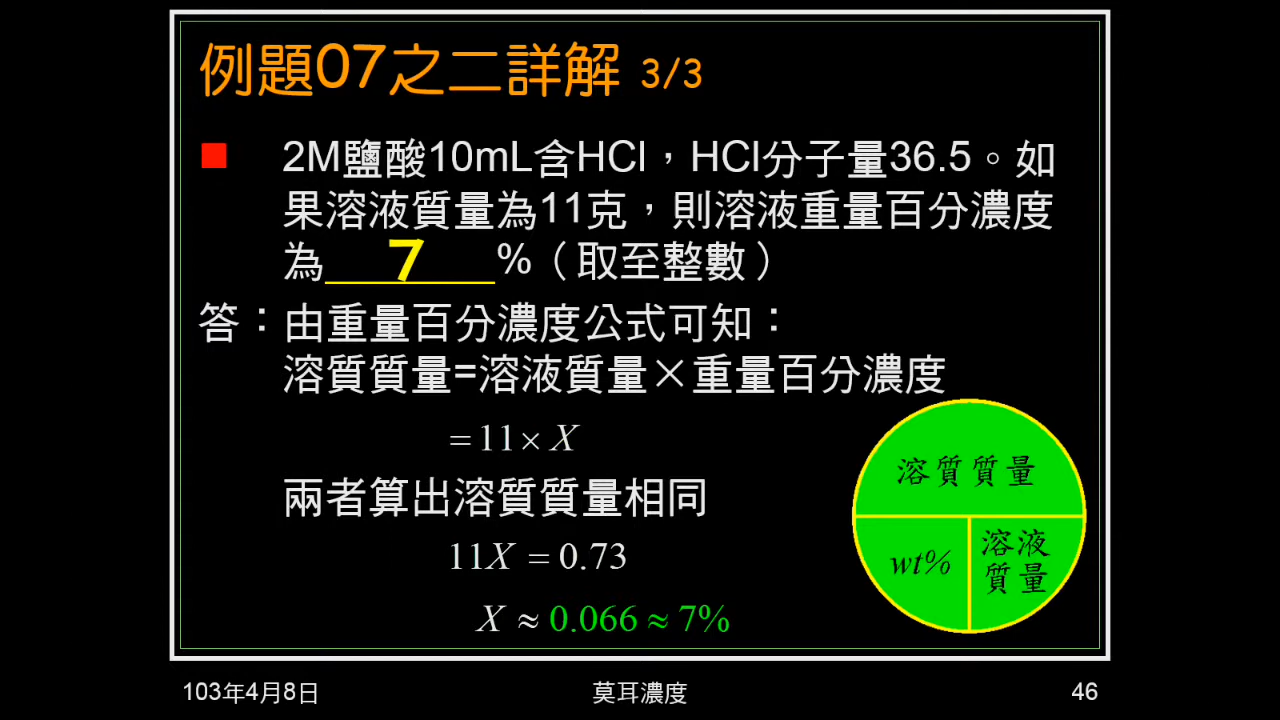 例題07之二詳解 3/3
2M鹽酸10mL含HCl，HCl分子量36.5。如
果溶液質量為11克，則溶液重量百分濃度
為 7 %（取至整數）
答：由重量百分濃度公式可知：
溶質質量=溶液質量×重量百分濃度
=11×X
兩者算出溶質質量相同
11X=0.73
X≈0.066≈7%
溶質質量
wt%
溶液
質量
103年4月8日
莫耳濃度
46